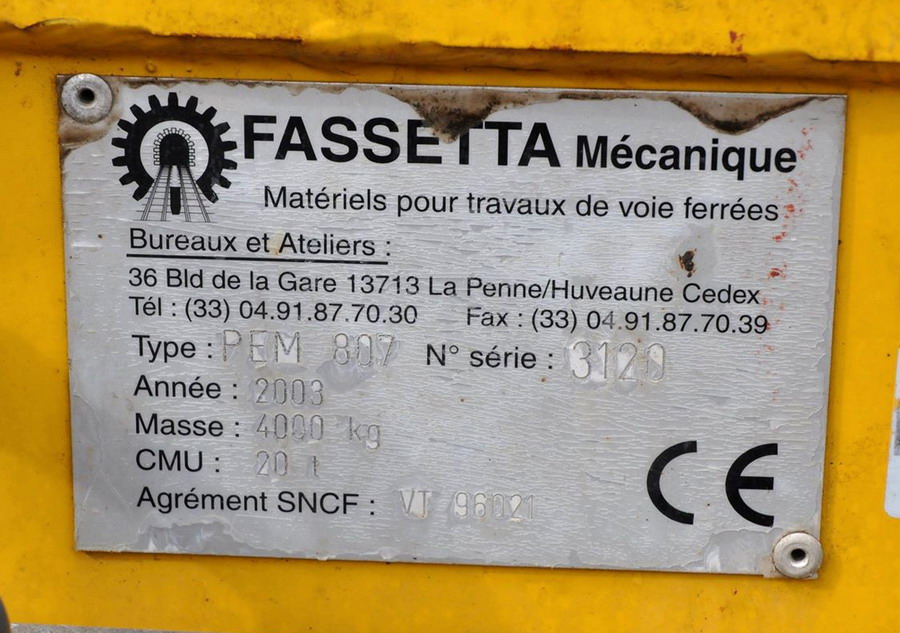 FASSETTA Mécanique
Matériels pour travaux de voie ferrées
Bureaux et Ateliers :
36 Bld de la Gare 13713 La Penne/Huveaune Cedex
Tél : (33) 04.91.87.70.30 Fax : (33) 04.91.87.70.39
Type : PEM 807 N° série : 3120
Année : 2003
Masse : 4000 kg
CMU : 20 t
Agrément SNCF : VT 96021
CE